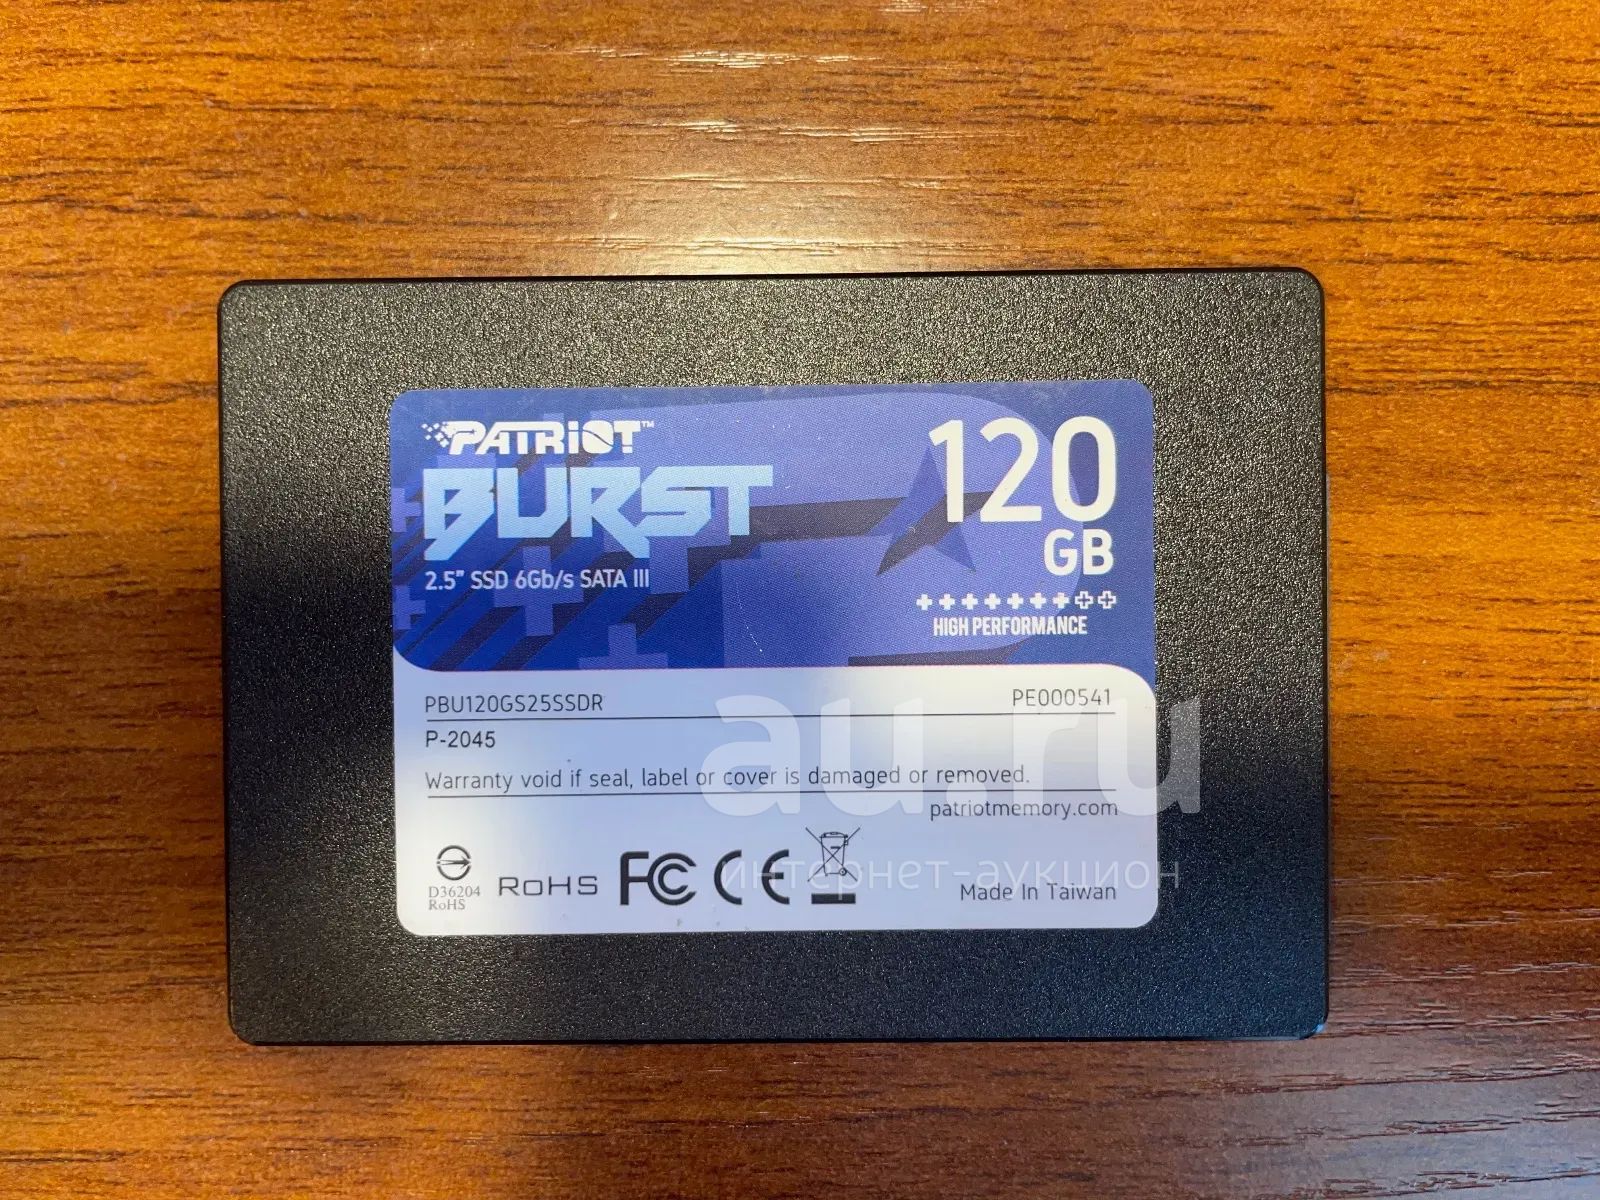 PATRIOT™
BURST
2.5” SSD 6Gb/s SATA III
120
GB
HIGH PERFORMANCE
PBU120GS25SSDR PE000541
P-2045
Warranty void if seal, label or cover is damaged or removed.
patriotmemory.com
D36204
RoHS
RoHS FC CE
Made In Taiwan
au.ru
интернет-аукцион